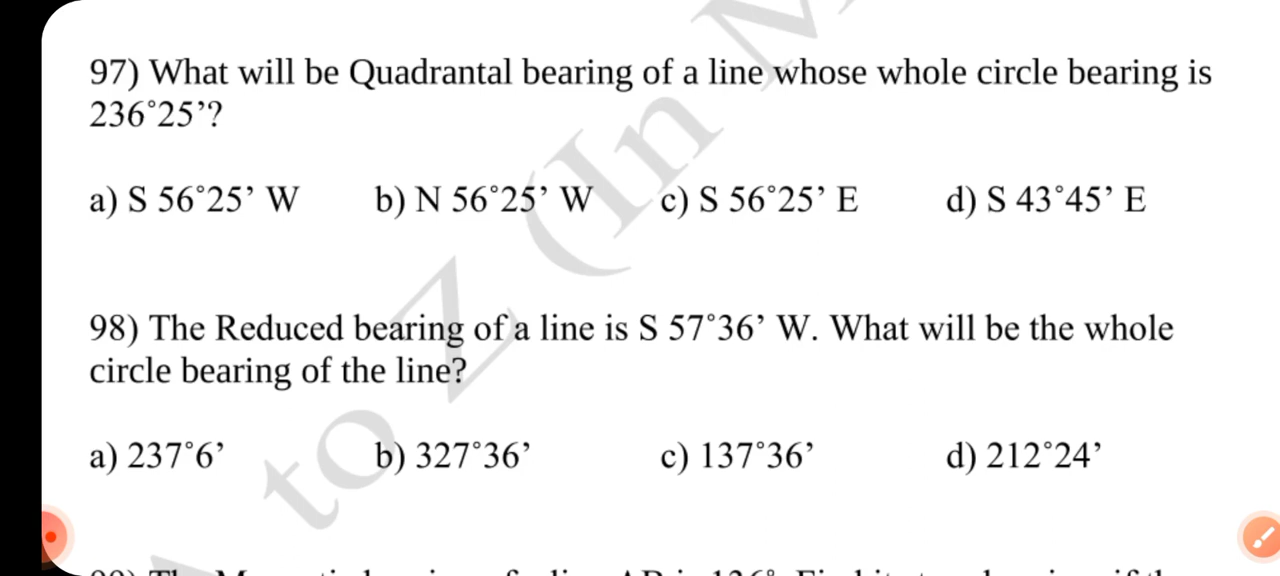 97) What will be Quadrantal bearing of a line whose whole circle bearing is
236°25’?
a) S 56°25’ W b) N 56°25’ W c) S 56°25’ E d) S 43°45’ E
98) The Reduced bearing of a line is S 57°36’ W. What will be the whole
circle bearing of the line?
a) 237°6’ b) 327°36’ c) 137°36’ d) 212°24’
to Z (In